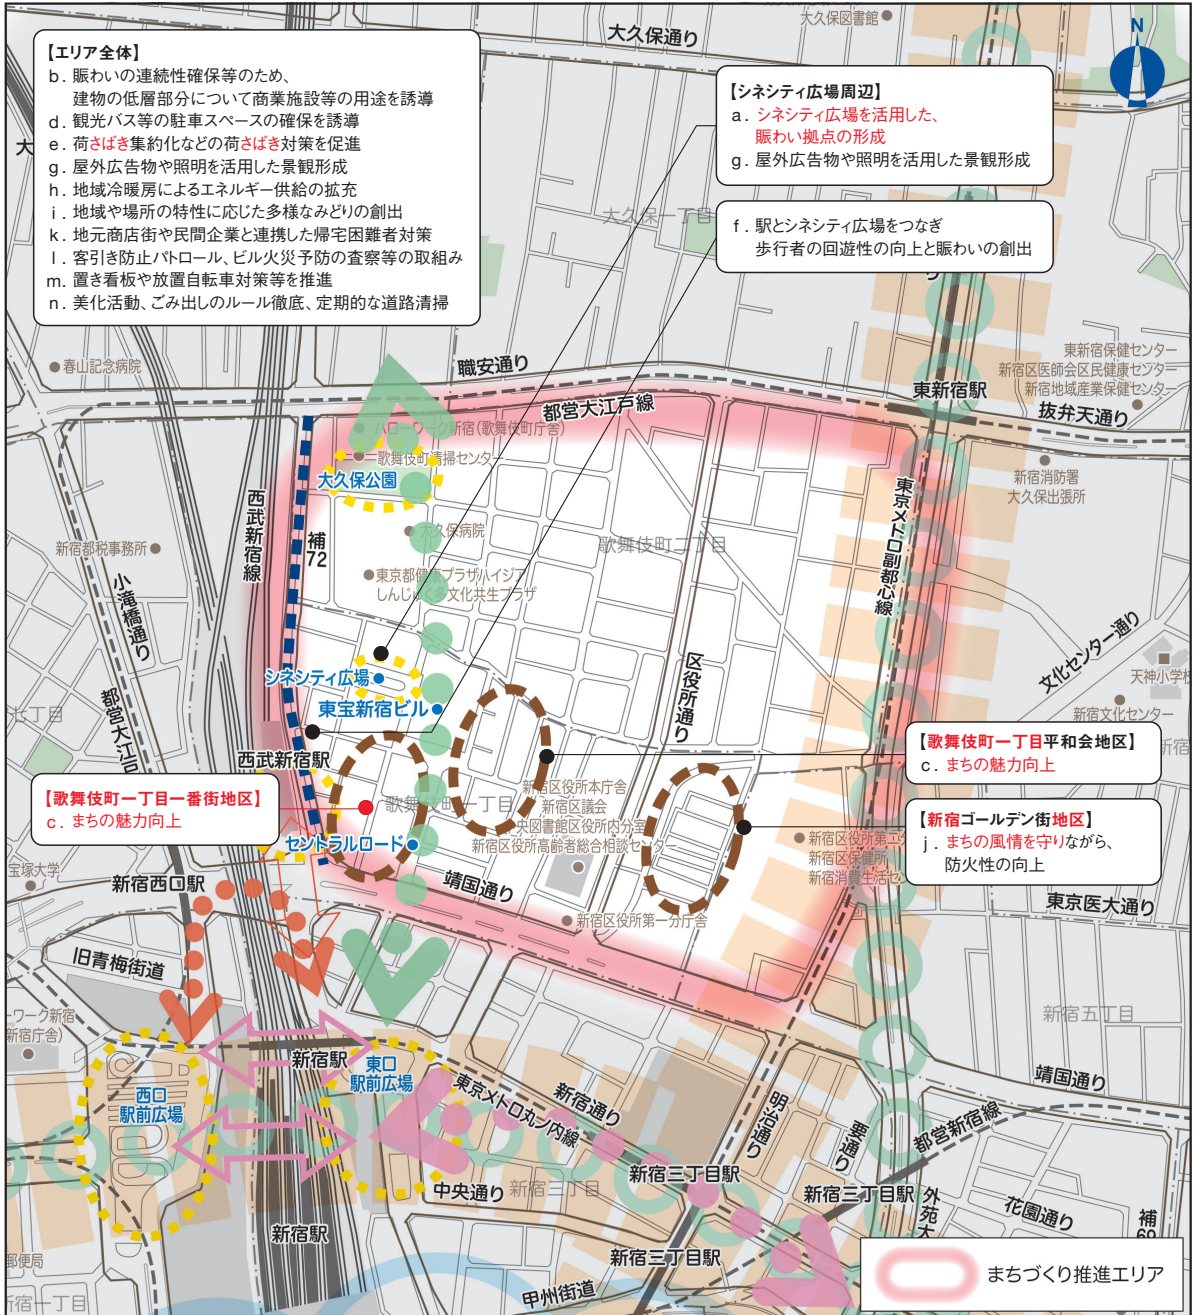 大久保図書館
大久保通り
N
【エリア全体】
b. 賑わいの連続性確保等のため、
建物の低層部分について商業施設等の用途を誘導
d. 観光バス等の駐車スペースの確保を誘導
e. 荷さばき集約化などの荷さばき対策を促進
g. 屋外広告物や照明を活用した景観形成
h. 地域冷暖房によるエネルギー供給の拡充
i. 地域や場所の特性に応じた多様なみどりの創出
k. 地元商店街や民間企業と連携した帰宅困難者対策
l. 客引き防止パトロール、ビル火災予防の査察等の取組み
m. 置き看板や放置自転車対策等を推進
n. 美化活動、ごみ出しのルール徹底、定期的な道路清掃
【シネシティ広場周辺】
a. シネシティ広場を活用した、
賑わい拠点の形成
g. 屋外広告物や照明を活用した景観形成
大
大久保一丁目
f. 駅とシネシティ広場をつなぎ
歩行者の回遊性の向上と賑わいの創出
り
春山記念病院
職安通り
東新宿保健センター
新宿区医師会区民健康センター
新宿地域産業保健センター
東新宿駅
都営大江戸線
抜弁天通り
ハローワーク新宿(歌舞伎町庁舎)
歌舞伎町清掃センター
大久保公園
新宿消防署
大久保出張所
西武新宿線
補72
大久保病院
歌舞伎町二丁目
東京メトロ副都心線
新宿都税事務所
東京都健康プラザハイジア
しんじゅく多文化共生プラザ
小滝橋通り
文化センター通り
天神小学校
シネシティ広場
区役所通り
東宝新宿ビル
新宿文化センター
七丁目
都営大江戸
西武新宿駅
新宿
【歌舞伎町一丁目平和会地区】
c. まちの魅力向上
【歌舞伎町一丁目一番街地区】
c. まちの魅力向上
歌舞伎町一丁目
新宿区役所本庁舎
新宿区議会
央図書館区役所内分室
新宿区役所高齢者総合相談センター
【新宿ゴールデン街地区】
j. まちの風情を守りながら、
防火性の向上
新宿区役所第二分
新宿区保健所
新宿消費生活セ
セントラルロード
宝塚大学
新宿西口駅
靖国通り
東京医大通り
新宿区役所第一分庁舎
旧青梅街道
ーワーク新宿
新宿庁舎)
新宿五丁目
新宿駅
東口
駅前広場
西口
駅前広場
東京メトロ丸ノ内線
新宿通り
明治通り
要通り
靖国通り
都営新宿線
中央通り
新宿三丁目
新宿三丁目駅
新宿三丁目駅
外苑
花園通り
補
新宿駅
新宿三丁目駅
郵便局
宿一丁目
甲州街道
まちづくり推進エリア